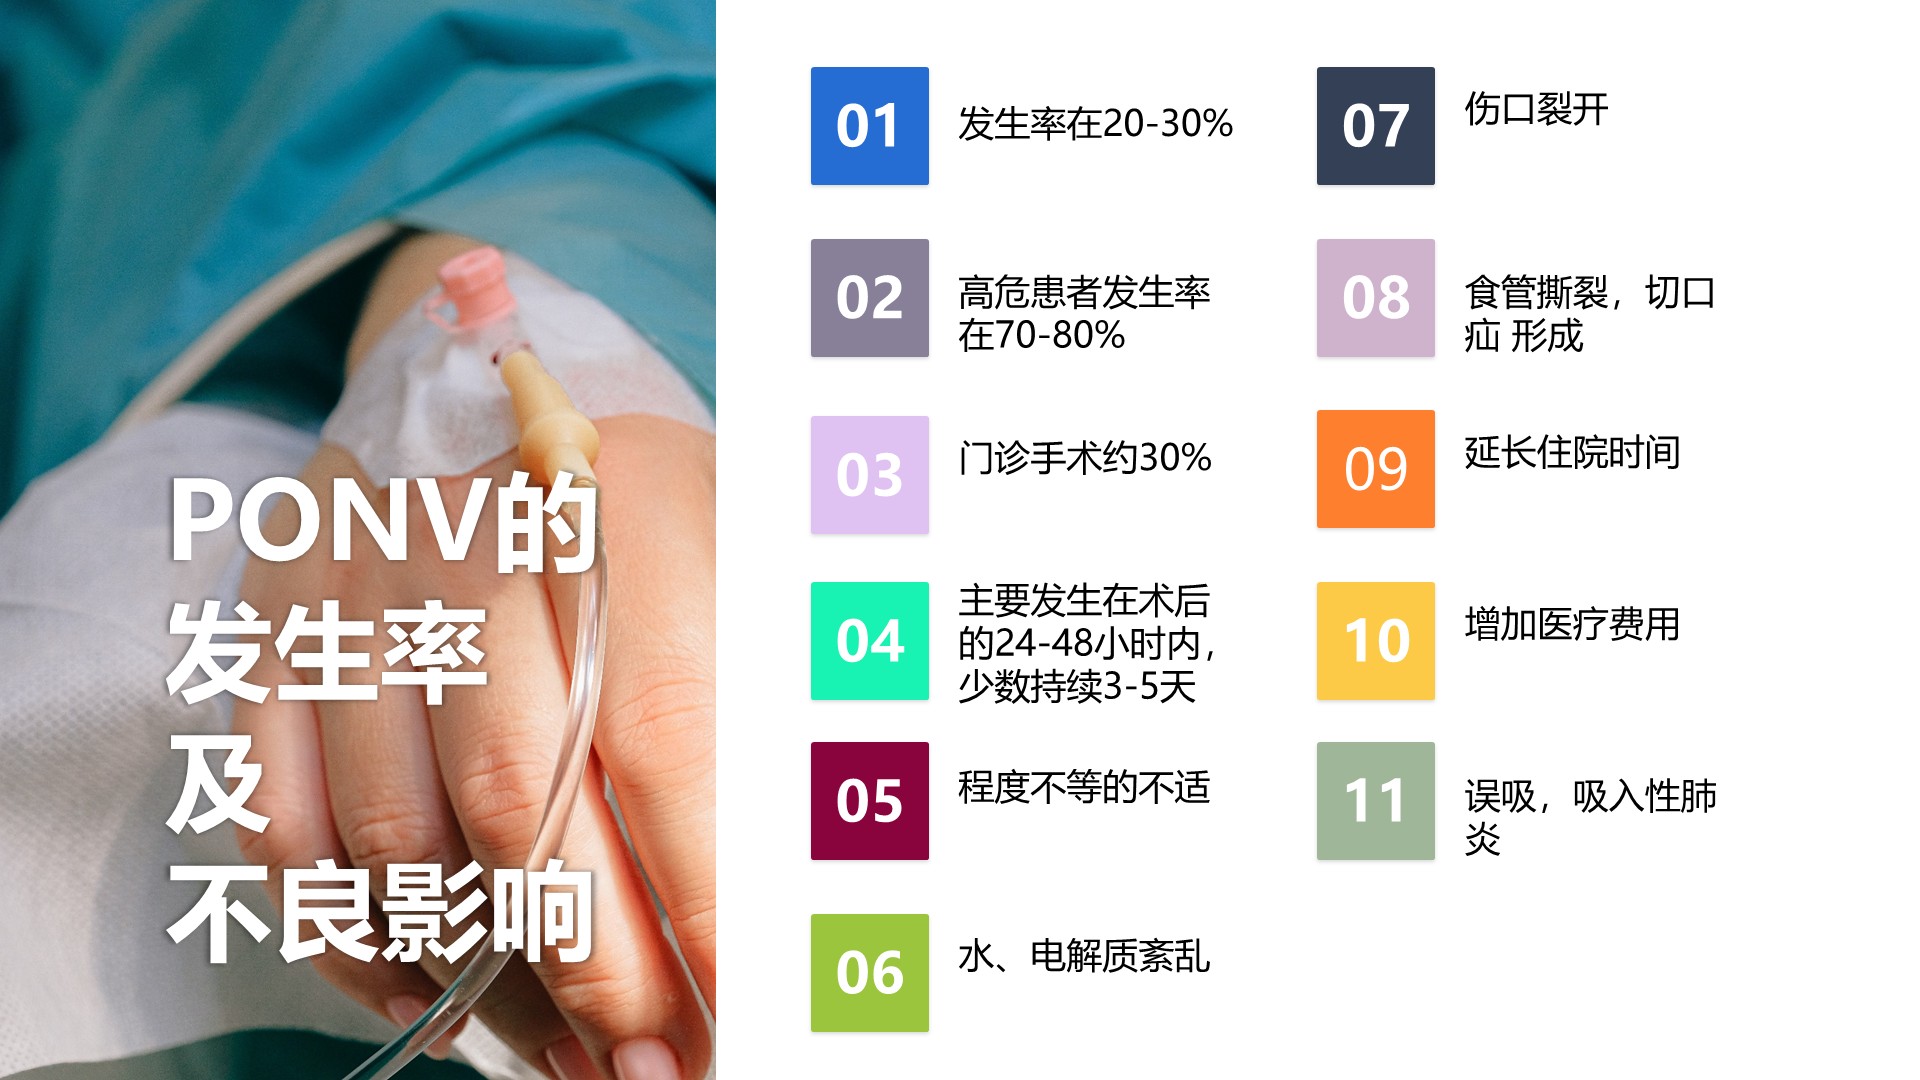 PONV的
发生率
及
不良影响
01
发生率在20-30%
02
高危患者发生率
在70-80%
03
门诊手术约30%
04
主要发生在术后
的24-48小时内，
少数持续3-5天
05
程度不等的不适
06
水、电解质紊乱
07
伤口裂开
08
食管撕裂，切口
疝 形成
09
延长住院时间
10
增加医疗费用
11
误吸，吸入性肺
炎